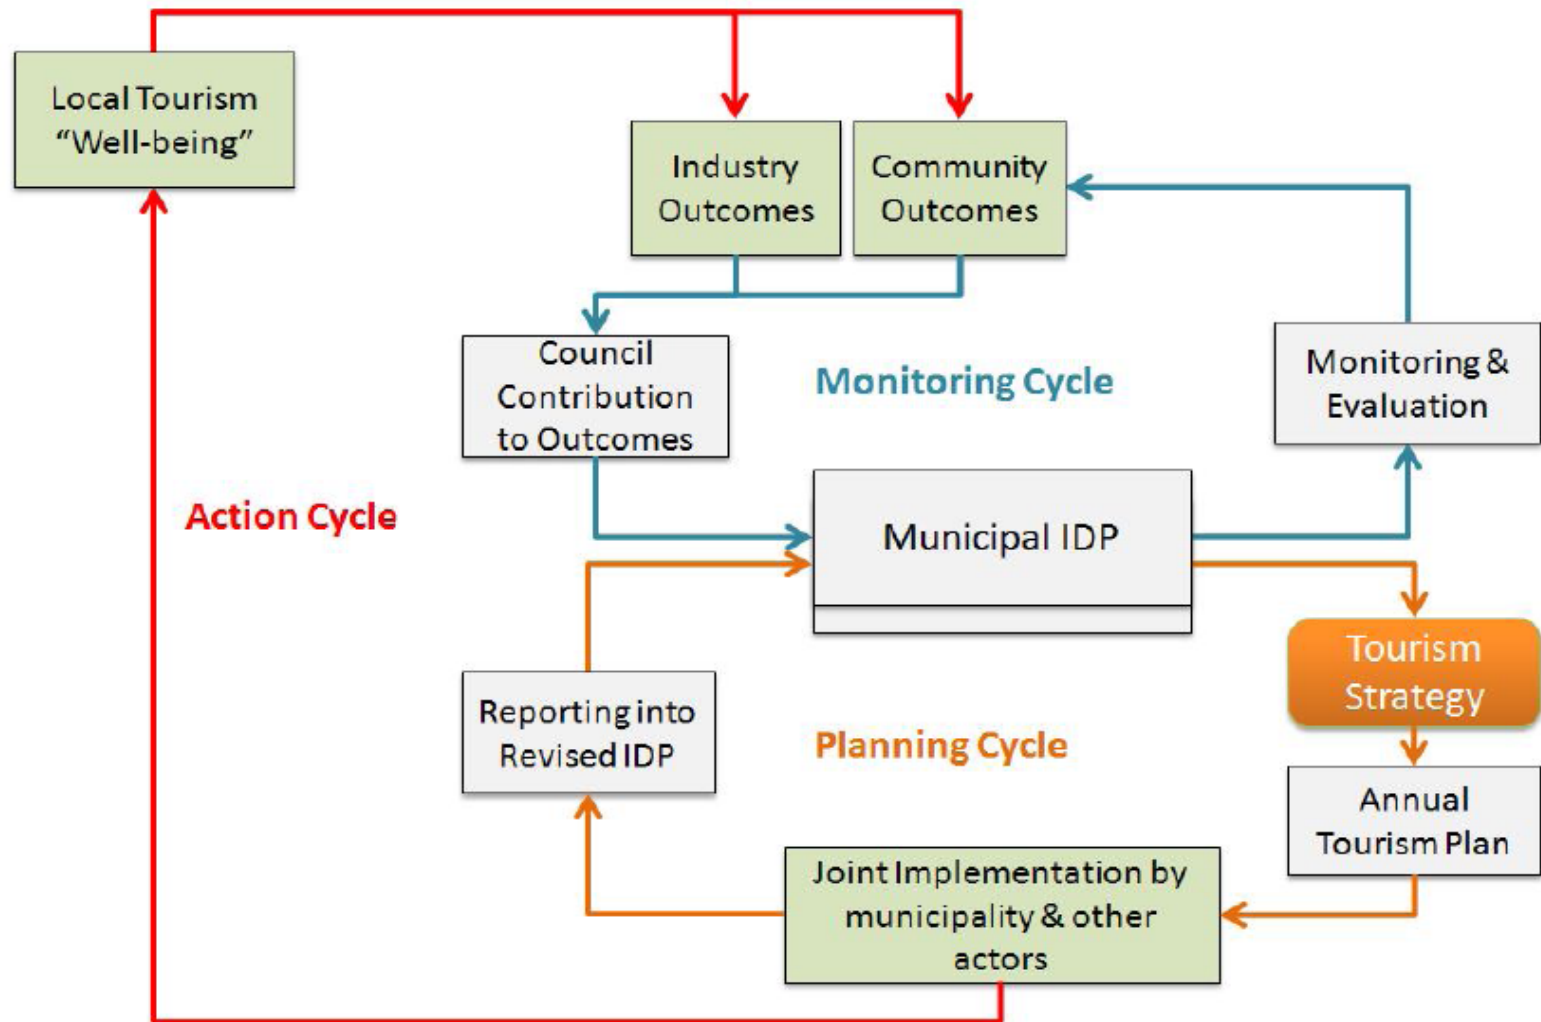 Local Tourism
“Well-being”
Industry
Outcomes
Community
Outcomes
Council
Contribution
to Outcomes
Monitoring Cycle
Monitoring &
Evaluation
Action Cycle
Municipal IDP
Tourism
Strategy
Reporting into
Revised IDP
Planning Cycle
Annual
Tourism Plan
Joint Implementation by
municipality & other
actors